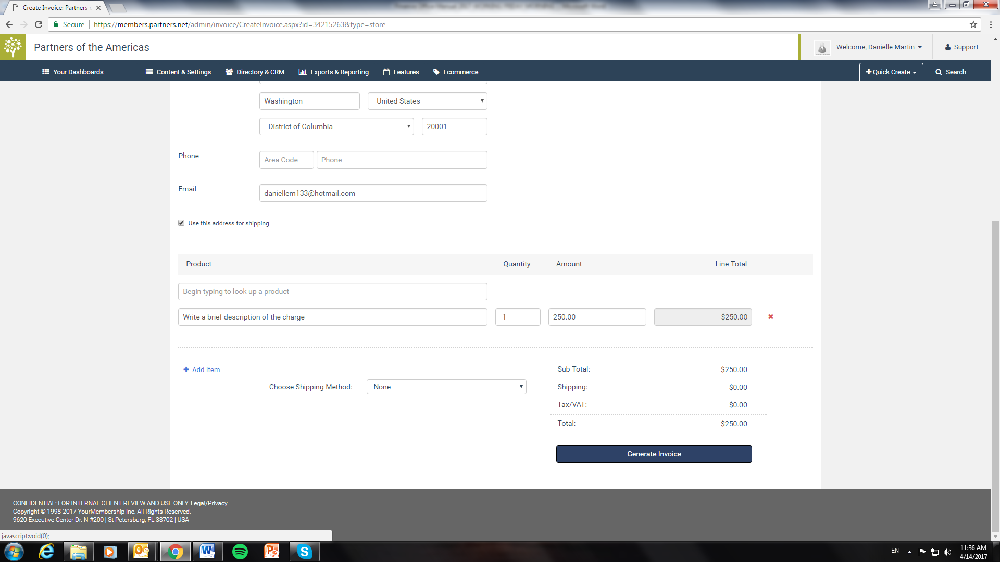 Create Invoice: Partners
Secure https://members.partners.net/admin/invoice/CreateInvoice.aspx?id=34215263&type=store
Partners of the Americas
Welcome, Danielle Martin
Support
Your Dashboards
Content & Settings
Directory & CRM
Exports & Reporting
Features
Ecommerce
Quick Create
Search
Washington
United States
District of Columbia
20001
Phone
Area Code
Phone
Email
daniellem133@hotmail.com
Use this address for shipping.
Product Quantity Amount Line Total
Begin typing to look up a product
Write a brief description of the charge 1 250.00 $250.00
+ Add Item
Sub-Total: $250.00
Choose Shipping Method: None
Shipping: $0.00
Tax/VAT: $0.00
Total: $250.00
Generate Invoice
CONFIDENTIAL: FOR INTERNAL CLIENT REVIEW AND USE ONLY. Legal/Privacy
Copyright © 1998-2017 YourMembership Inc. All Rights Reserved.
9620 Executive Center Dr. N #200 | St Petersburg, FL 33702 | USA
javascript:void(0);
EN
11:36 AM
4/14/2017